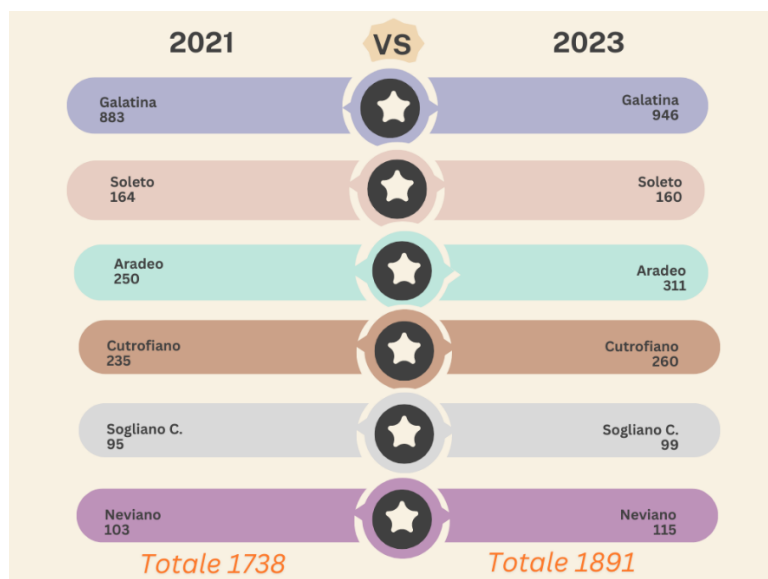 2021 VS 2023
Galatina
883
Galatina
946
Soleto
164
Soleto
160
Aradeo
250
Aradeo
311
Cutrofiano
235
Cutrofiano
260
Sogliano C.
95
Sogliano C.
99
Neviano
103
Neviano
115
Totale 1738
Totale 1891